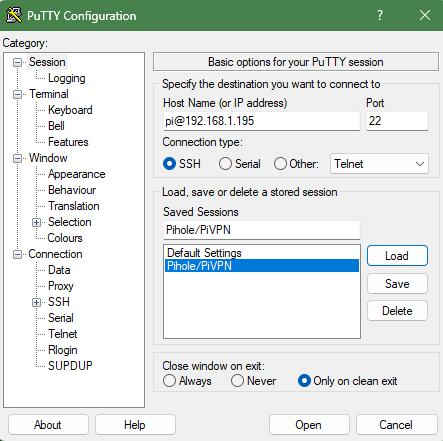 PuTTY Configuration
?
Category:
Session
Logging
Terminal
Keyboard
Bell
Features
Window
Appearance
Behaviour
Translation
Selection
Colours
Connection
Data
Proxy
SSH
Serial
Telnet
Rlogin
SUPDUP
Basic options for your PuTTY session
Specify the destination you want to connect to
Host Name (or IP address) Port
pi@192.168.1.195 22
Connection type:
SSH Serial Other: Telnet
Load, save or delete a stored session
Saved Sessions
Pihole/PiVPN
Default Settings
Pihole/PiVPN
Load
Save
Delete
Close window on exit:
Always Never Only on clean exit
About Help Open Cancel